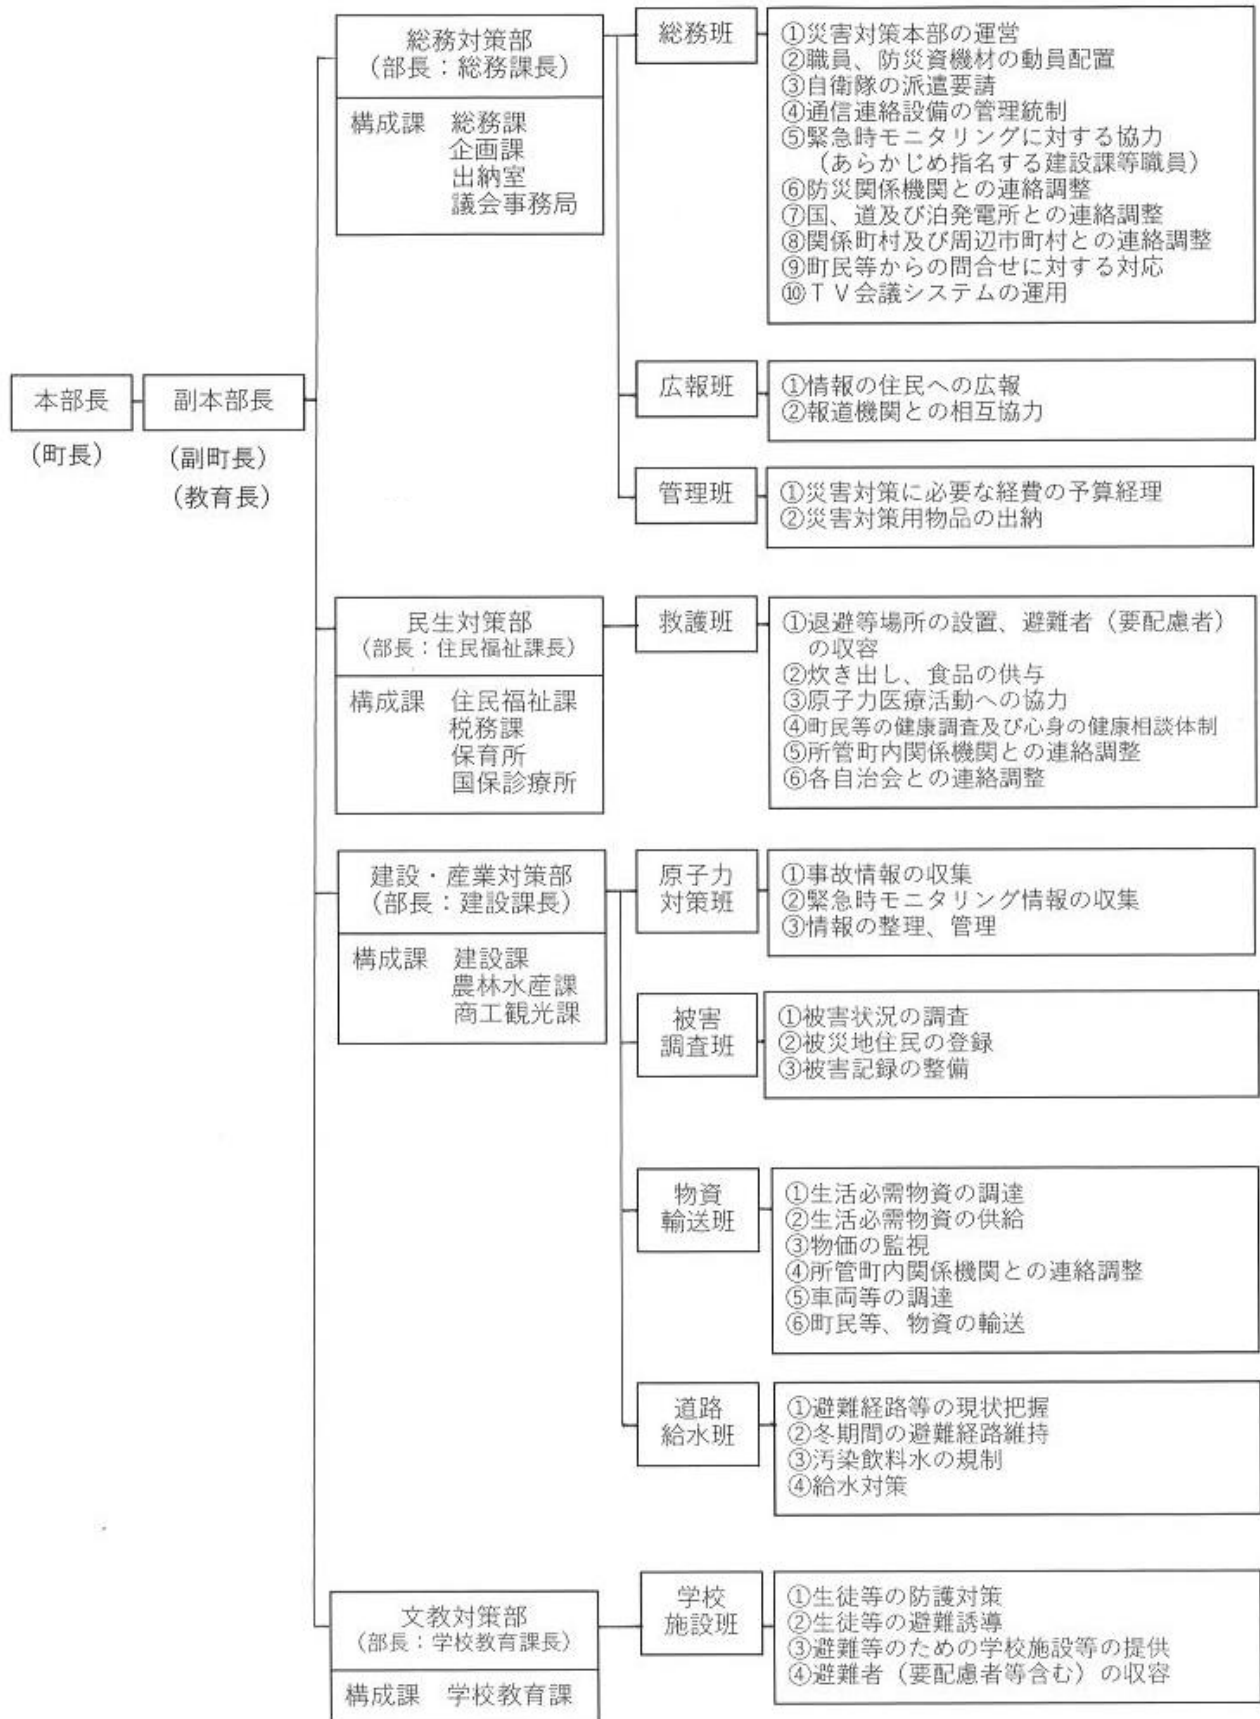 本部長
(町長)
副本部長
(副町長)
(教育長)
総務対策部
(部長：総務課長)
構成課　総務課
企画課
出納室
議会事務局
総務班
①災害対策本部の運営
②職員、防災資機材の動員配置
③自衛隊の派遣要請
④通信連絡設備の管理統制
⑤緊急時モニタリングに対する協力
（あらかじめ指名する建設課等職員）
⑥防災関係機関との連絡調整
⑦国、道及び泊発電所との連絡調整
⑧関係町村及び周辺市町村との連絡調整
⑨町民等からの問合せに対する対応
⑩ＴＶ会議システムの運用
広報班
①情報の住民への広報
②報道機関との相互協力
管理班
①災害対策に必要な経費の予算経理
②災害対策用物品の出納
民生対策部
(部長：住民福祉課長)
構成課　住民福祉課
税務課
保育所
国保診療所
救護班
①退避等場所の設置、避難者（要配慮者）
の収容
②炊き出し、食品の供与
③原子力医療活動への協力
④町民等の健康調査及び心身の健康相談体制
⑤所管町内関係機関との連絡調整
⑥各自治会との連絡調整
建設・産業対策部
(部長：建設課長)
構成課　建設課
農林水産課
商工観光課
原子力
対策班
①事故情報の収集
②緊急時モニタリング情報の収集
③情報の整理、管理
被害
調査班
①被害状況の調査
②被災地住民の登録
③被害記録の整備
物資
輸送班
①生活必需物資の調達
②生活必需物資の供給
③物価の監視
④所管町内関係機関との連絡調整
⑤車両等の調達
⑥町民等、物資の輸送
道路
給水班
①避難経路等の現状把握
②冬期間の避難経路維持
③汚染飲料水の規制
④給水対策
文教対策部
(部長：学校教育課長)
構成課　学校教育課
学校
施設班
①生徒等の防護対策
②生徒等の避難誘導
③避難等のための学校施設等の提供
④避難者（要配慮者等含む）の収容